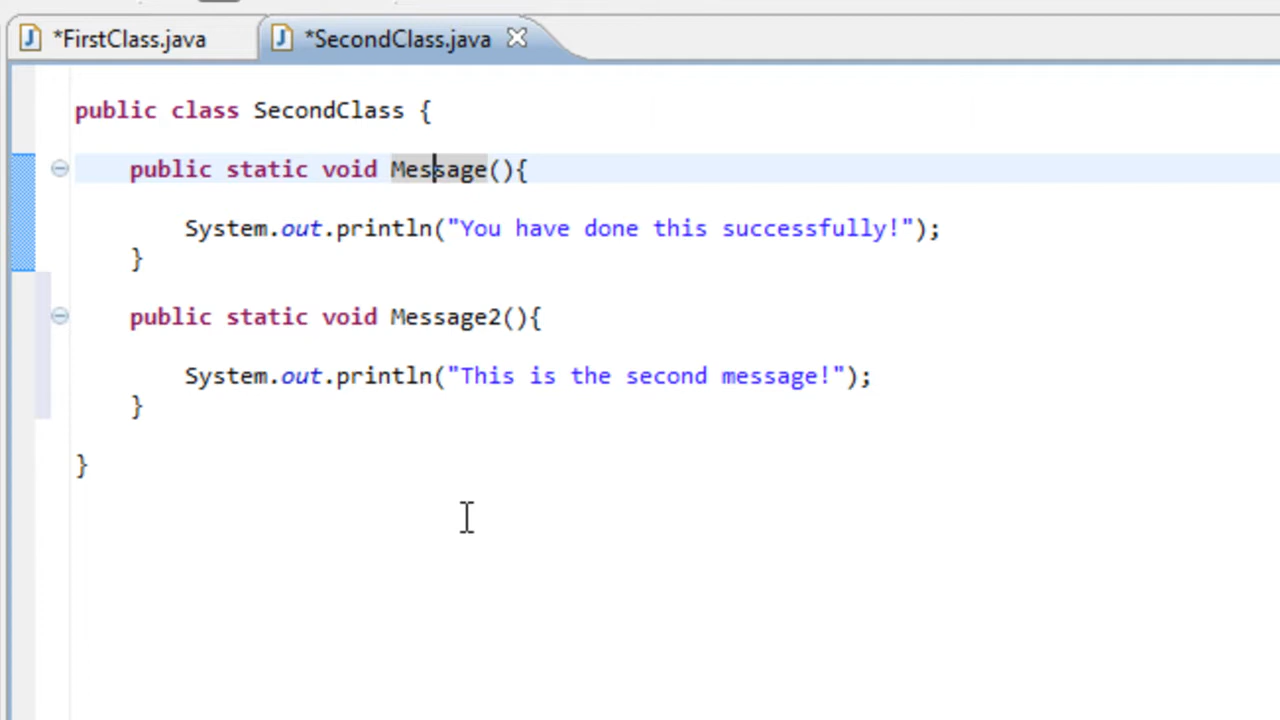 *FirstClass.java
*SecondClass.java
public class SecondClass {
public static void Message(){
System.out.println("You have done this successfully!");
}
public static void Message2(){
System.out.println("This is the second message!");
}
}